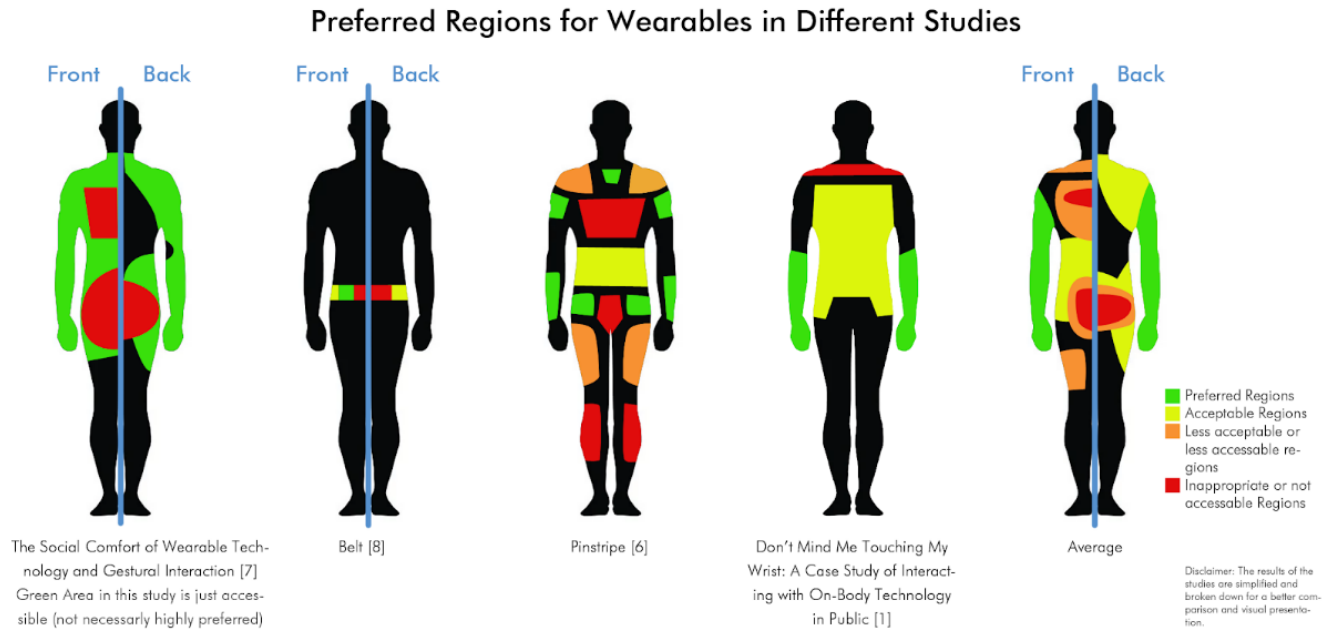 Preferred Regions for Wearables in Different Studies
Front Back
Front Back
Front Back
The Social Comfort of Wearable Tech-
nology and Gestural Interaction [7]
Green Area in this study is just acces-
sible (not necessarly highly preferred)
Belt [8]
Pinstripe [6]
Don't Mind Me Touching My
Wrist: A Case Study of Interact-
ing with On-Body Technology
in Public [1]
Average
Preferred Regions
Acceptable Regions
Less acceptable or
less accessable re-
gions
Inappropriate or not
accessable Regions
Disclaimer: The results of the
studies are simplified and
broken down for a better com-
parison and visual presenta-
tion.